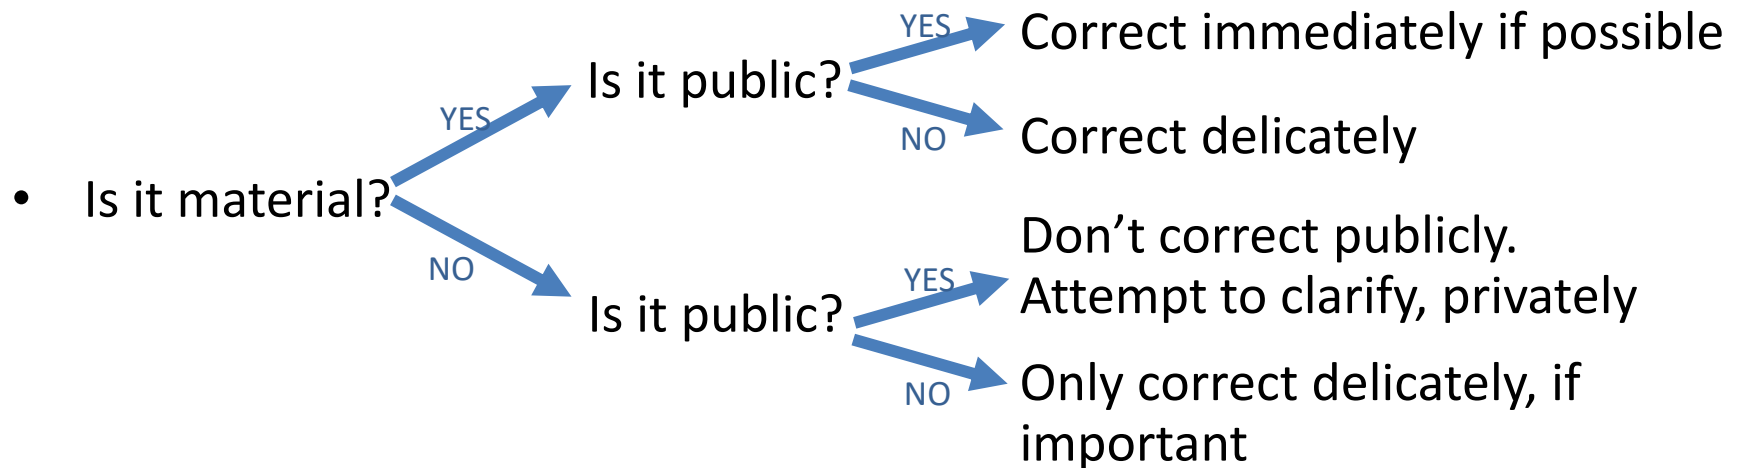 • Is it material?
YES
NO
Is it public?
YES
NO
Correct immediately if possible
Correct delicately
Is it public?
YES
NO
Don’t correct publicly.
Attempt to clarify, privately
Only correct delicately, if
important